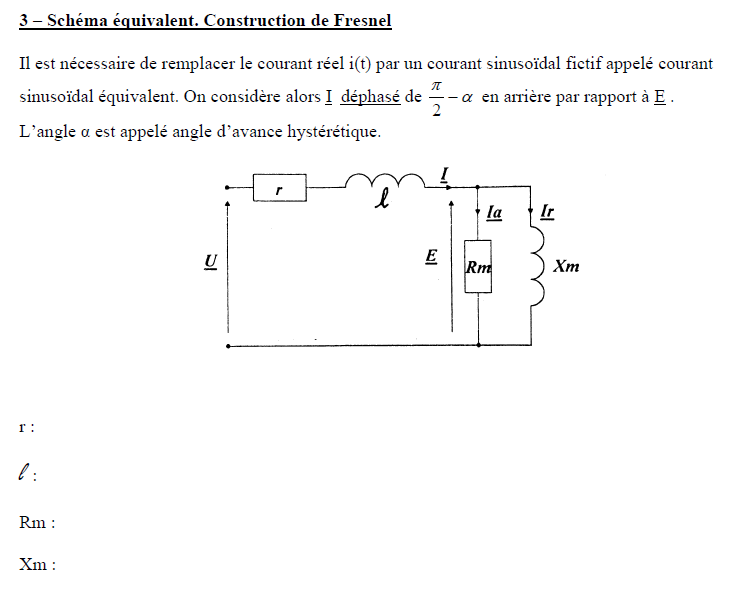 3 – Schéma équivalent. Construction de Fresnel
Il est nécessaire de remplacer le courant réel i(t) par un courant sinusoïdal fictif appelé courant
sinusoïdal équivalent. On considère alors I déphasé de π/2 − α en arrière par rapport à E .
L’angle α est appelé angle d’avance hystérétique.
I
r
ℓ
Ia
Ir
U
E
Rm
Xm
r :
ℓ :
Rm :
Xm :